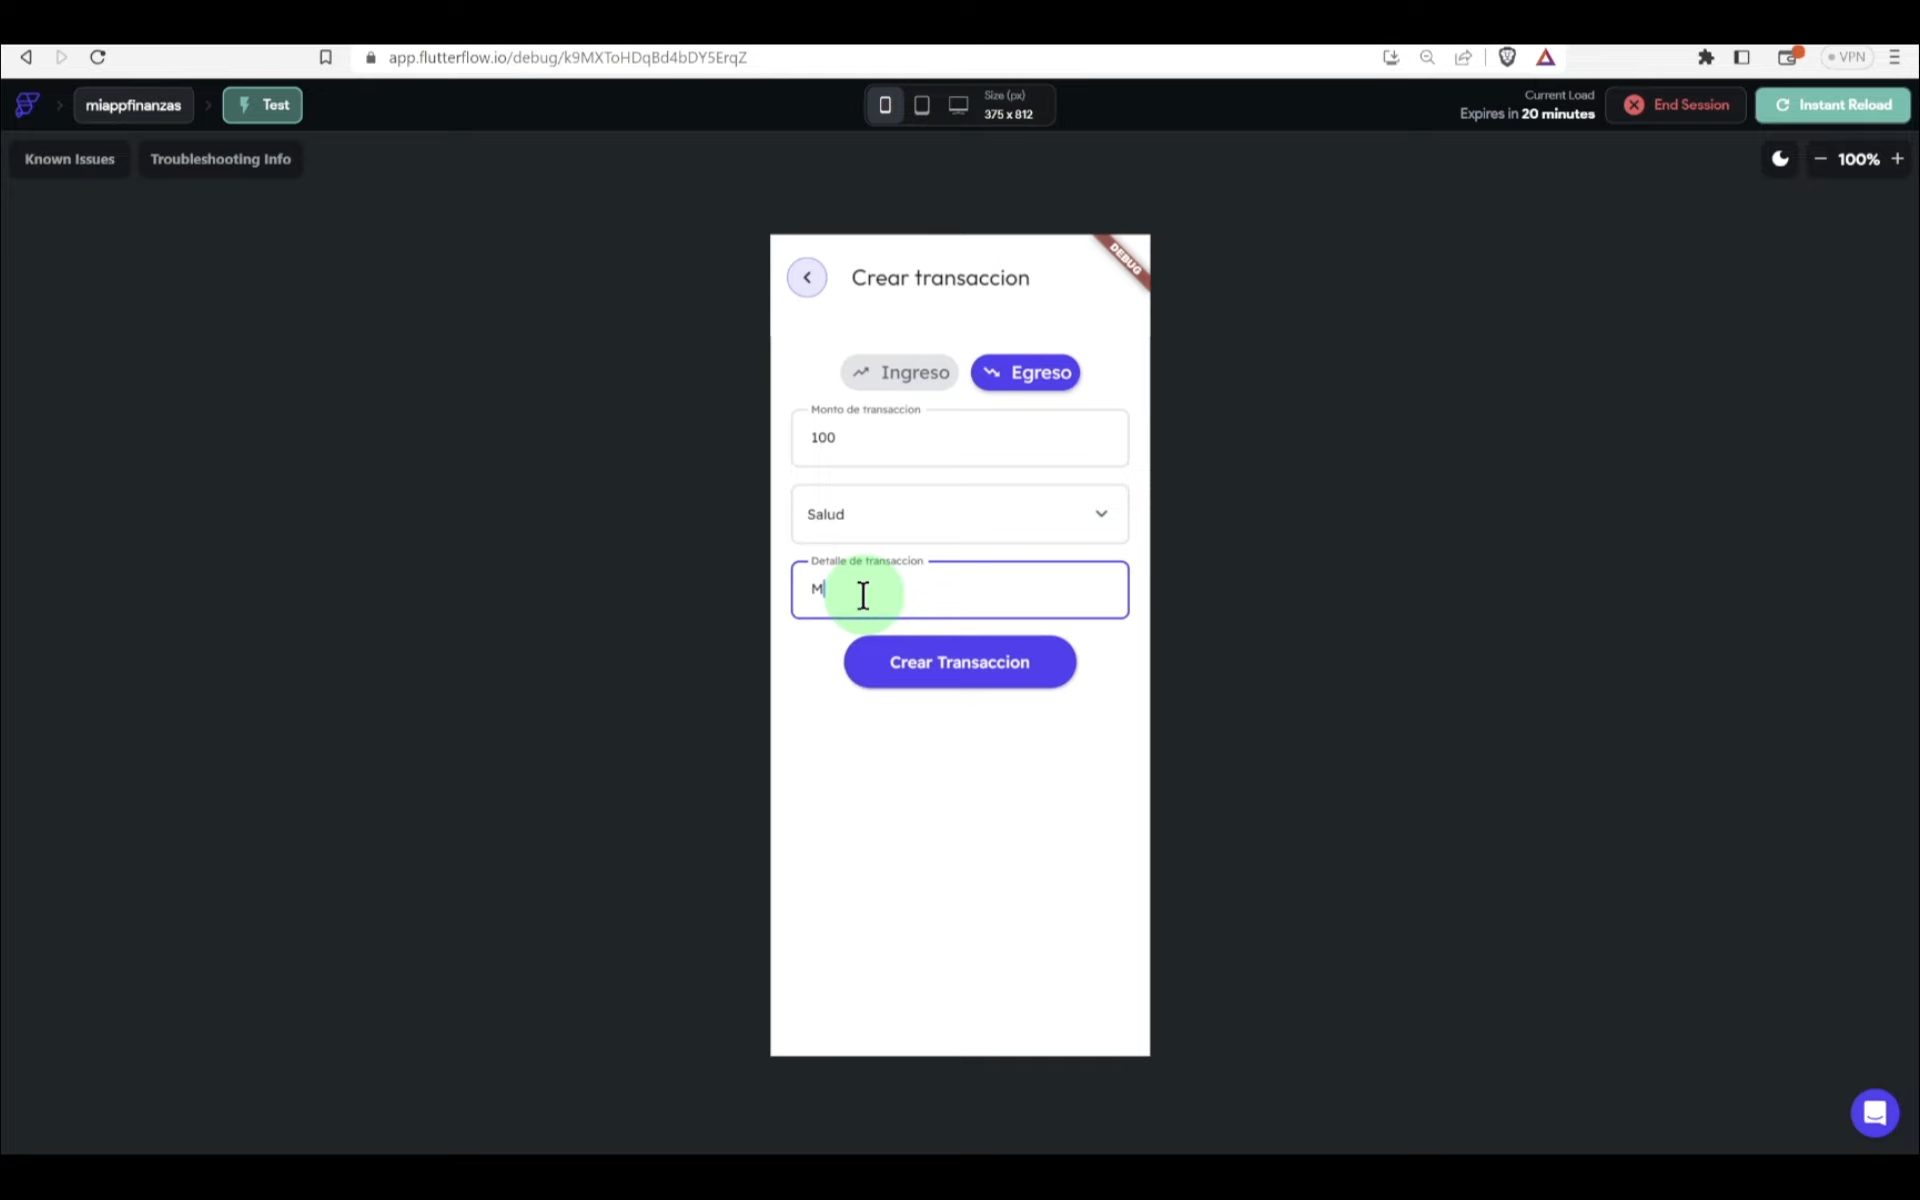 app.flutterflow.io/debug/k9MXToHDqBd4bDY5ErqZ
VPN
miappfinanzas
Test
Size (px)
375 x 812
Current Load
Expires in 20 minutes
End Session
Instant Reload
Known Issues
Troubleshooting Info
100%
DEBUG
Crear transaccion
Ingreso
Egreso
Monto de transaccion
100
Salud
Detalle de transaccion
M
Crear Transaccion